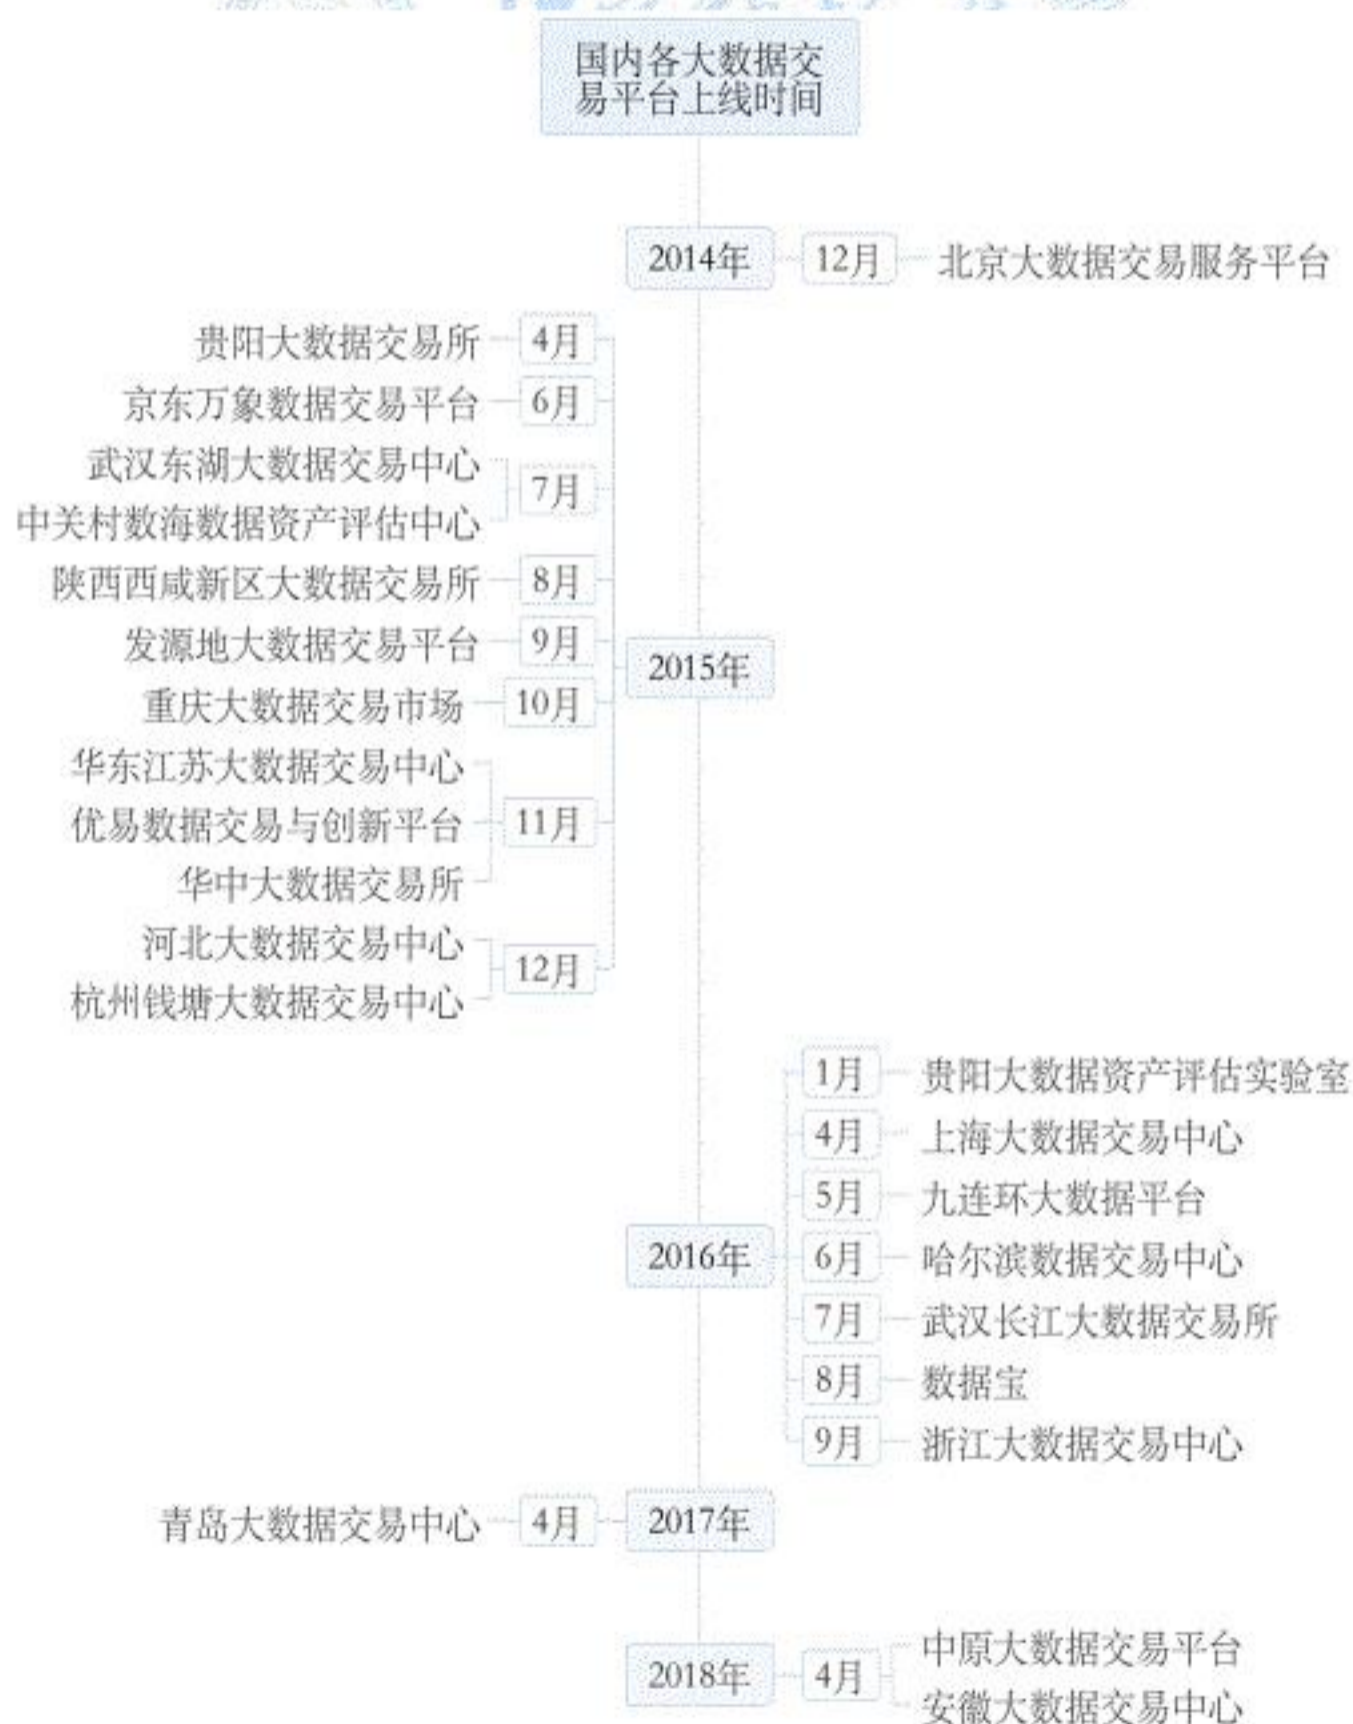 国内各大数据交
易平台上线时间
2014年 12月 北京大数据交易服务平台
贵阳大数据交易所 4月
京东万象数据交易平台 6月
武汉东湖大数据交易中心
7月
中关村数海数据资产评估中心
陕西西咸新区大数据交易所 8月
发源地大数据交易平台 9月
2015年
重庆大数据交易市场 10月
华东江苏大数据交易中心
优易数据交易与创新平台 11月
华中大数据交易所
河北大数据交易中心
12月
杭州钱塘大数据交易中心
1月 贵阳大数据资产评估实验室
4月 上海大数据交易中心
5月 九连环大数据平台
2016年 6月 哈尔滨数据交易中心
7月 武汉长江大数据交易所
8月 数据宝
9月 浙江大数据交易中心
青岛大数据交易中心 4月 2017年
中原大数据交易平台
2018年 4月
安徽大数据交易中心